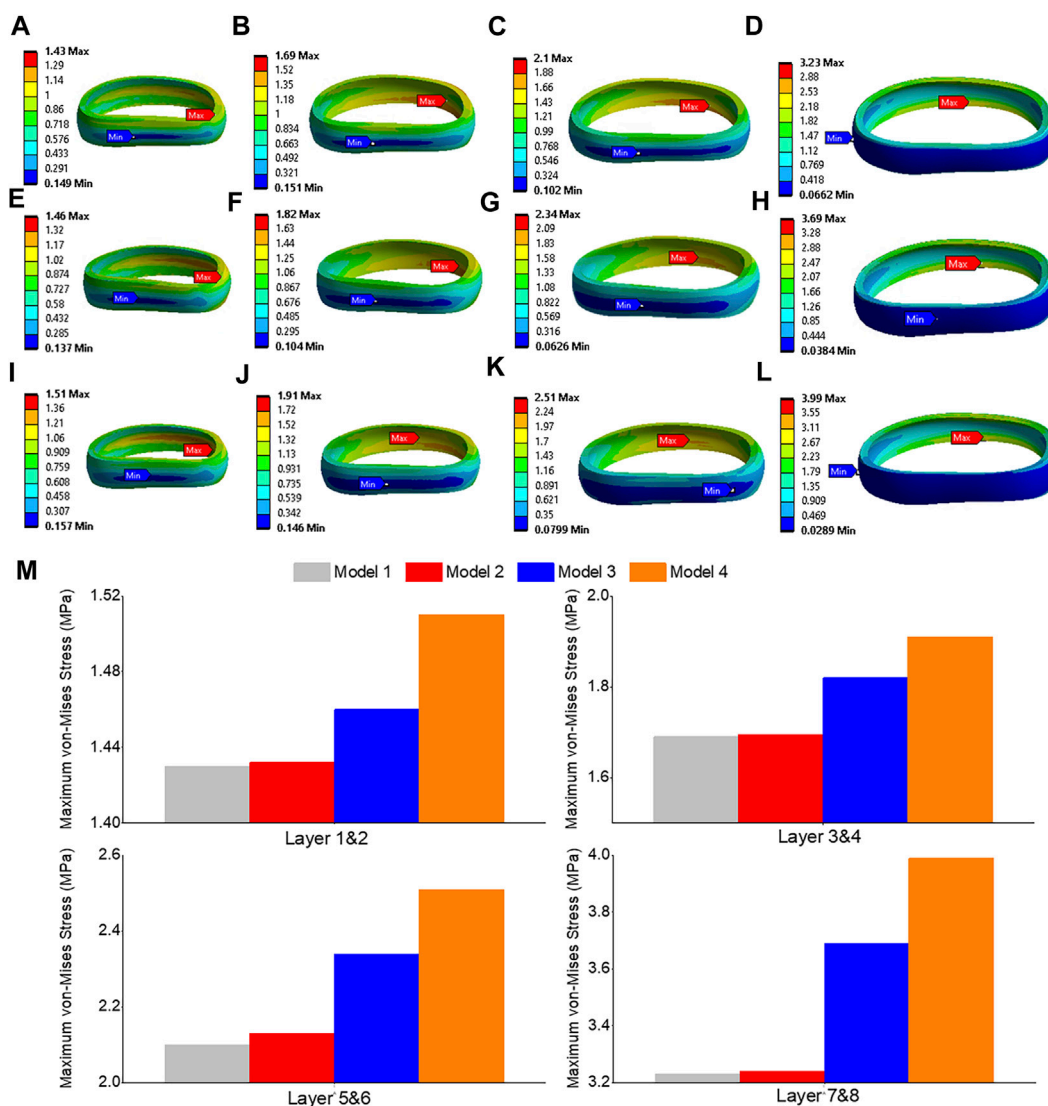 A
1.43 Max
1.29
1.14
1
0.86
0.718
0.576
0.433
0.291
0.149 Min
Max
Min
B
1.69 Max
1.52
1.35
1.18
1
0.834
0.663
0.492
0.321
0.151 Min
Max
Min
C
2.1 Max
1.88
1.66
1.43
1.21
0.99
0.768
0.546
0.324
0.102 Min
Max
Min
D
3.23 Max
2.88
2.53
2.18
1.82
1.47
1.12
0.769
0.418
0.0662 Min
Max
Min
E
1.46 Max
1.32
1.17
1.02
0.874
0.727
0.58
0.432
0.285
0.137 Min
Max
Min
F
1.82 Max
1.63
1.44
1.25
1.06
0.867
0.676
0.485
0.295
0.104 Min
Max
Min
G
2.34 Max
2.09
1.83
1.58
1.33
1.08
0.822
0.569
0.316
0.0626 Min
Max
Min
H
3.69 Max
3.28
2.88
2.47
2.07
1.66
1.26
0.85
0.444
0.0384 Min
Max
Min
I
1.51 Max
1.36
1.21
1.06
0.909
0.759
0.608
0.458
0.307
0.157 Min
Max
Min
J
1.91 Max
1.72
1.52
1.32
1.13
0.931
0.735
0.539
0.342
0.146 Min
Max
Min
K
2.51 Max
2.24
1.97
1.7
1.43
1.16
0.891
0.621
0.35
0.0799 Min
Max
Min
L
3.99 Max
3.55
3.11
2.67
2.23
1.79
1.35
0.909
0.469
0.0289 Min
Max
Min
M
Model 1 Model 2 Model 3 Model 4
Maximum von-Mises Stress (MPa)
1.52
1.48
1.44
1.40
Layer 1&2
Maximum von-Mises Stress (MPa)
2.0
1.8
1.6
Layer 3&4
Maximum von-Mises Stress (MPa)
2.6
2.4
2.2
2.0
Layer 5&6
Maximum von-Mises Stress (MPa)
4.0
3.8
3.6
3.4
3.2
Layer 7&8